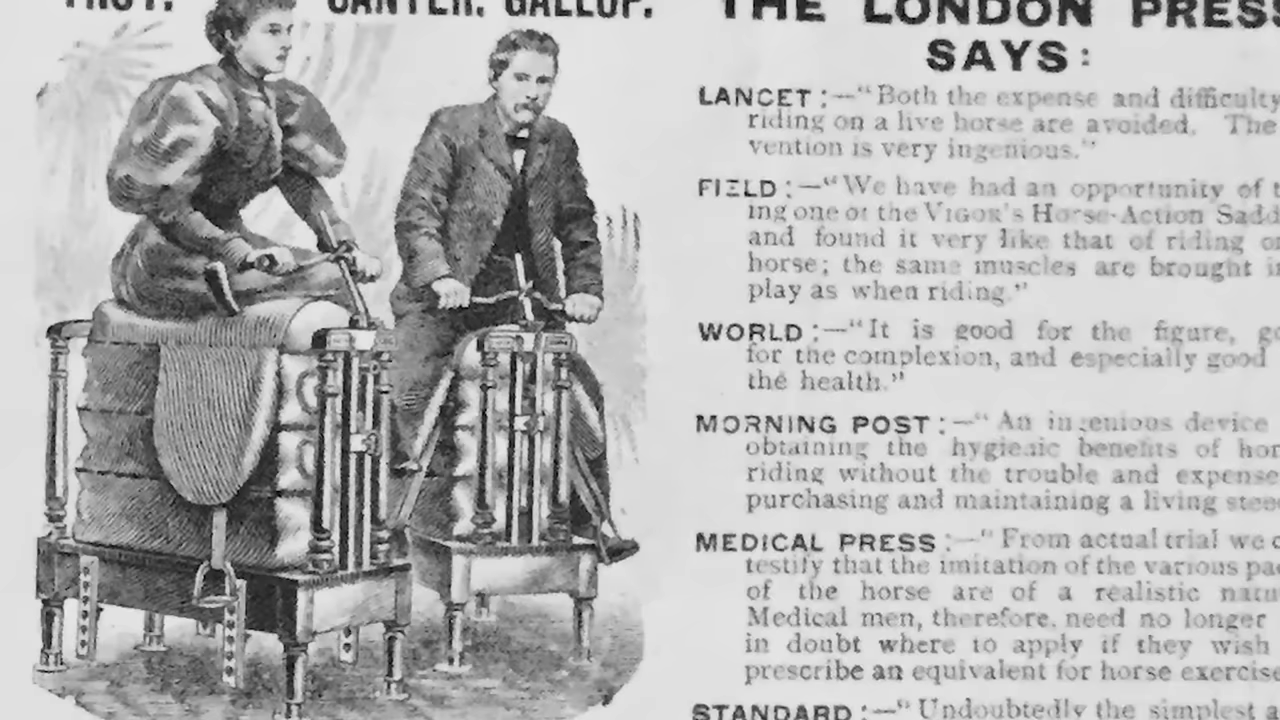 TROT. CANTER. GALLOP.
THE LONDON PRESS
SAYS:
LANCET:—"Both the expense and difficulty
riding on a live horse are avoided. The
vention is very ingenious."
FIELD:—"We have had an opportunity of t
ing one of the VIGOR'S Horse-Action Sadd
and found it very like that of riding on
horse; the same muscles are brought in
play as when riding."
WORLD:—"It is good for the figure, go
for the complexion, and especially good
the health."
MORNING POST:—"An ingenious device
obtaining the hygienic benefits of hor
riding without the trouble and expense
purchasing and maintaining a living stee
MEDICAL PRESS:—"From actual trial we c
testify that the imitation of the various pac
of the horse are of a realistic natu
Medical men, therefore, need no longer
in doubt where to apply if they wish
prescribe an equivalent for horse exercise
STANDARD:—"Undoubtedly the simplest a